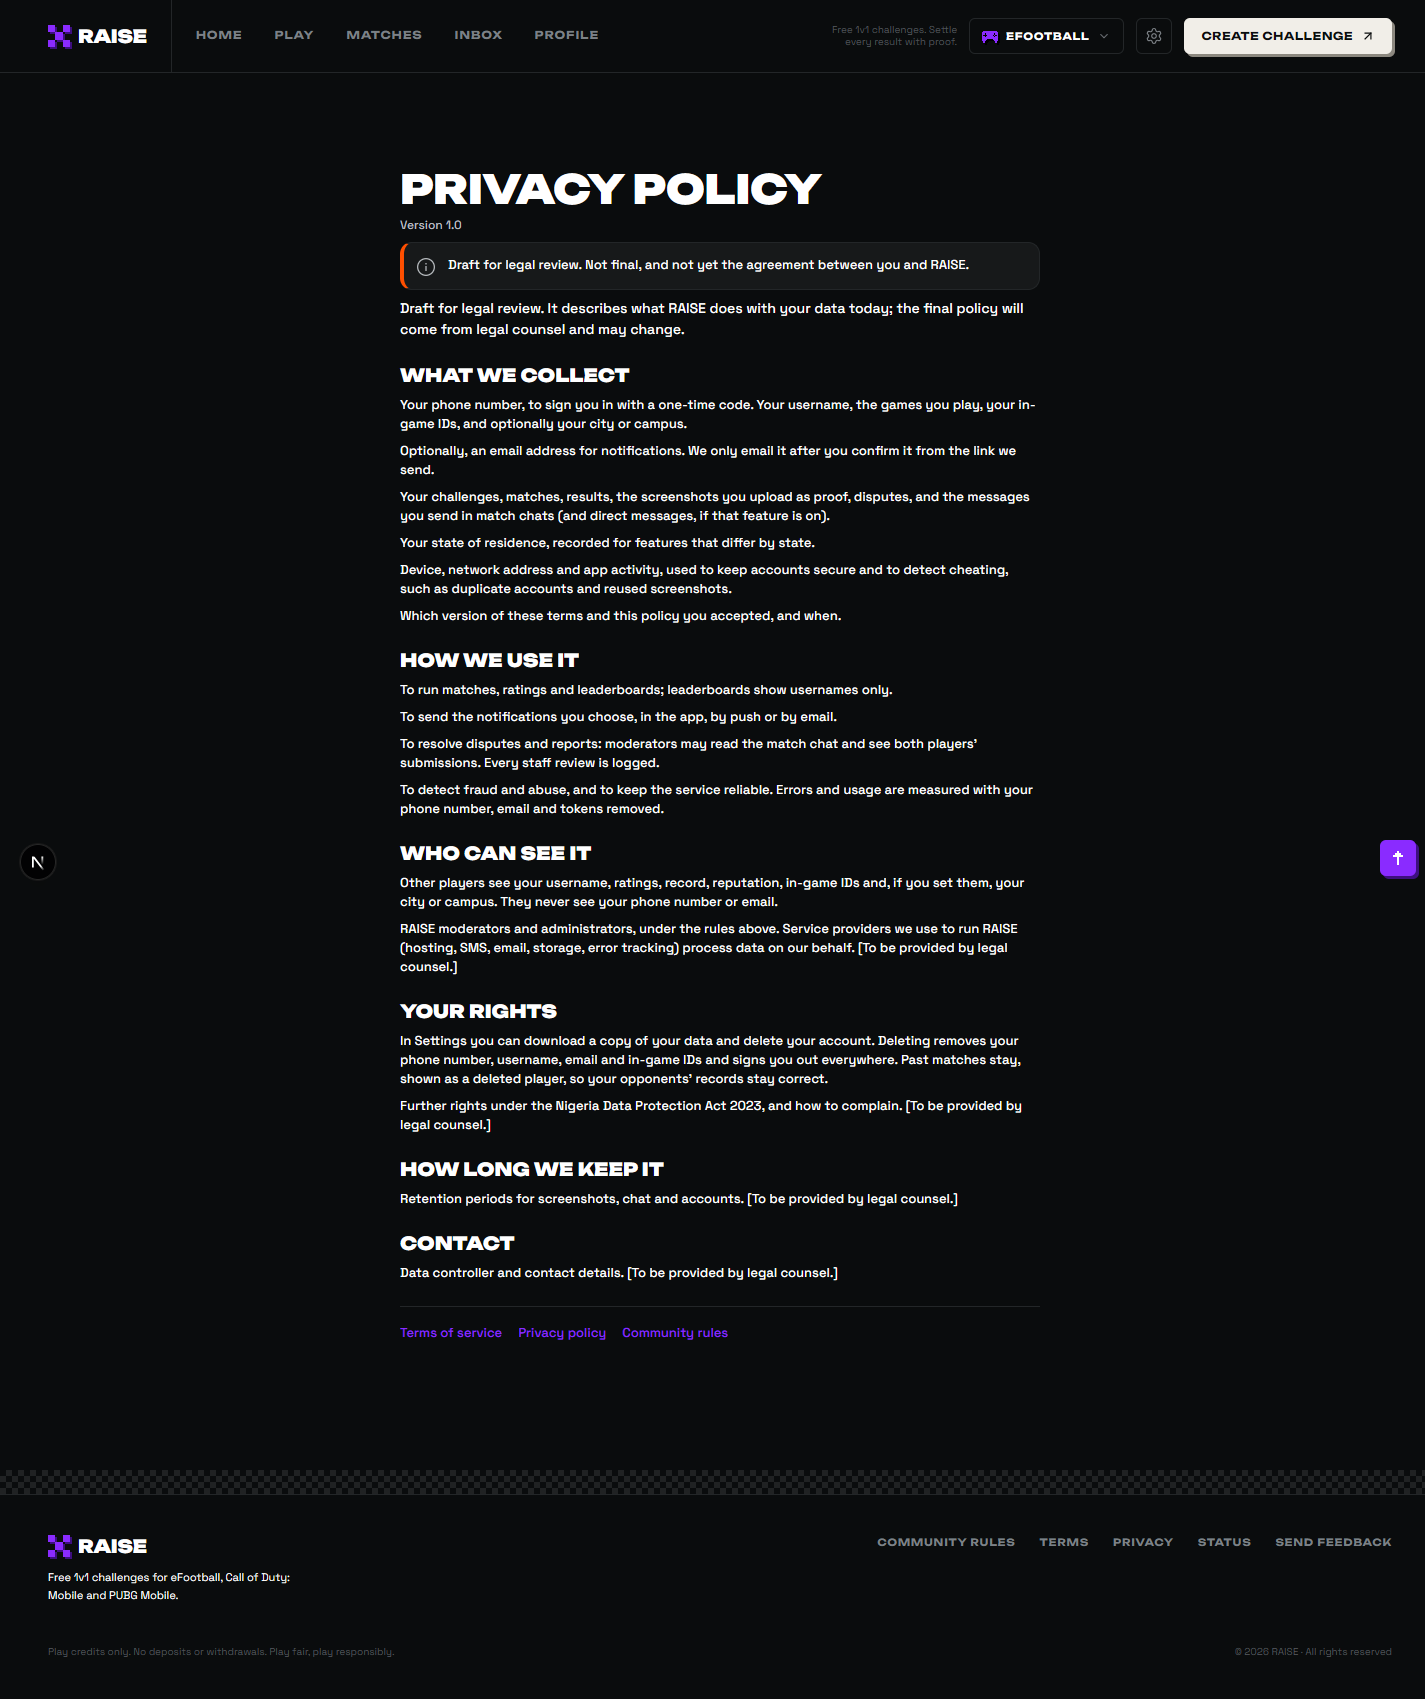 RAISE
HOME
PLAY
MATCHES
INBOX
PROFILE
Free 1v1 challenges. Settle
every result with proof.
EFOOTBALL
CREATE CHALLENGE
PRIVACY POLICY
Version 1.0
Draft for legal review. Not final, and not yet the agreement between you and RAISE.
Draft for legal review. It describes what RAISE does with your data today; the final policy will
come from legal counsel and may change.
WHAT WE COLLECT
Your phone number, to sign you in with a one-time code. Your username, the games you play, your in-
game IDs, and optionally your city or campus.
Optionally, an email address for notifications. We only email it after you confirm it from the link we
send.
Your challenges, matches, results, the screenshots you upload as proof, disputes, and the messages
you send in match chats (and direct messages, if that feature is on).
Your state of residence, recorded for features that differ by state.
Device, network address and app activity, used to keep accounts secure and to detect cheating,
such as duplicate accounts and reused screenshots.
Which version of these terms and this policy you accepted, and when.
HOW WE USE IT
To run matches, ratings and leaderboards; leaderboards show usernames only.
To send the notifications you choose, in the app, by push or by email.
To resolve disputes and reports: moderators may read the match chat and see both players'
submissions. Every staff review is logged.
To detect fraud and abuse, and to keep the service reliable. Errors and usage are measured with your
phone number, email and tokens removed.
N
WHO CAN SEE IT
Other players see your username, ratings, record, reputation, in-game IDs and, if you set them, your
city or campus. They never see your phone number or email.
RAISE moderators and administrators, under the rules above. Service providers we use to run RAISE
(hosting, SMS, email, storage, error tracking) process data on our behalf. [To be provided by legal
counsel.]
YOUR RIGHTS
In Settings you can download a copy of your data and delete your account. Deleting removes your
phone number, username, email and in-game IDs and signs you out everywhere. Past matches stay,
shown as a deleted player, so your opponents' records stay correct.
Further rights under the Nigeria Data Protection Act 2023, and how to complain. [To be provided by
legal counsel.]
HOW LONG WE KEEP IT
Retention periods for screenshots, chat and accounts. [To be provided by legal counsel.]
CONTACT
Data controller and contact details. [To be provided by legal counsel.]
Terms of service
Privacy policy
Community rules
RAISE
COMMUNITY RULES
TERMS
PRIVACY
STATUS
SEND FEEDBACK
Free 1v1 challenges for eFootball, Call of Duty:
Mobile and PUBG Mobile.
Play credits only. No deposits or withdrawals. Play fair, play responsibly.
© 2026 RAISE · All rights reserved